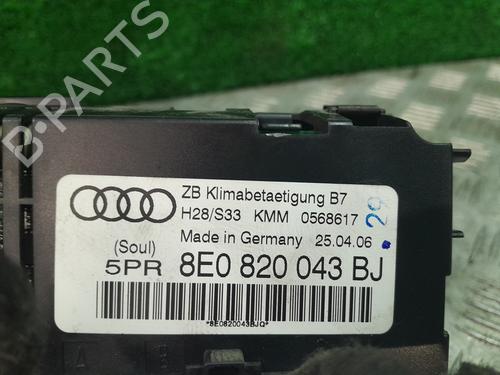 B-PARTS
ZB Klimabetaetigung B7
H28/S33 KMM 0568617
29
Made in Germany 25.04.06
(Soul)
5PR 8E0 820 043 BJ
*8E0820043BJQ*